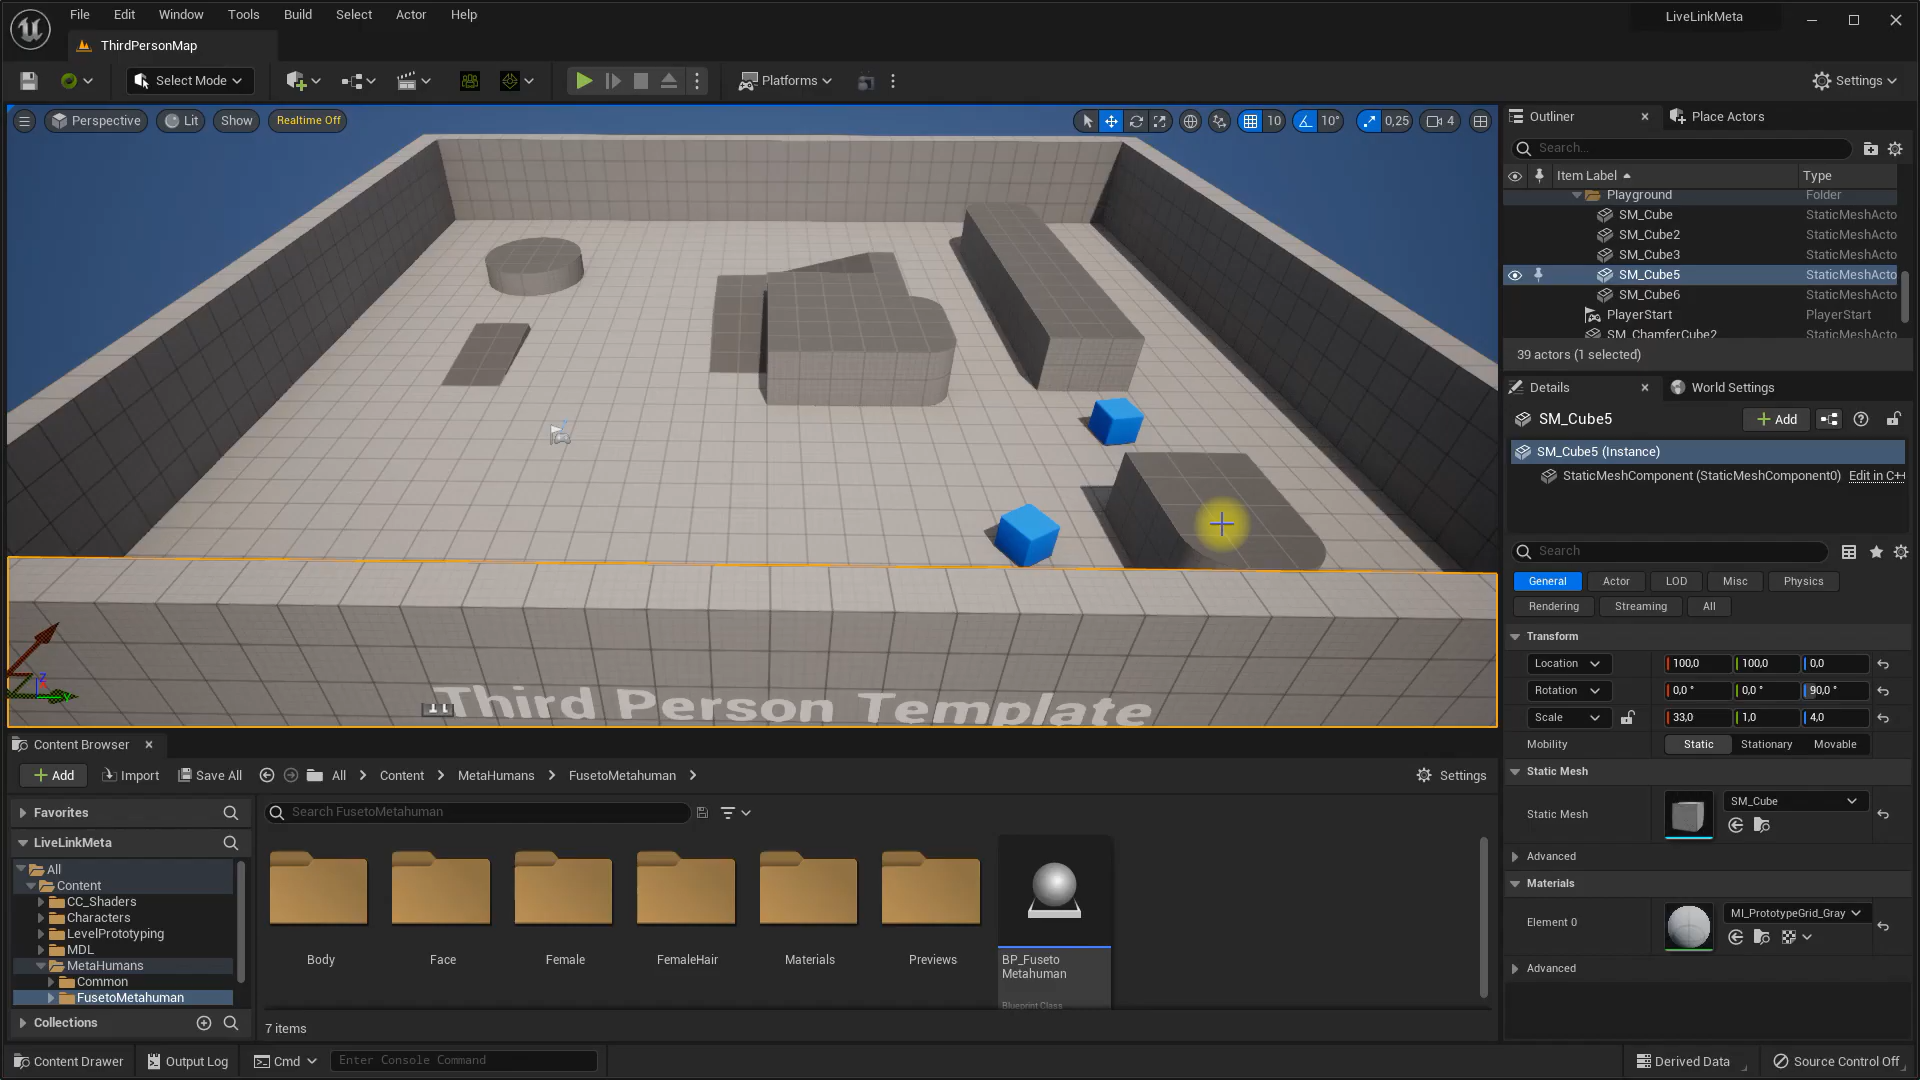 File Edit Window Tools Build Select Actor Help
LiveLinkMeta
ThirdPersonMap
Select Mode
Platforms
Settings
Perspective Lit Show Realtime Off
10 10° 0,25 4
Third Person Template
Outliner
Place Actors
Search...
Item Label Type
Playground Folder
SM_Cube StaticMeshActo
SM_Cube2 StaticMeshActo
SM_Cube3 StaticMeshActo
SM_Cube5 StaticMeshActo
SM_Cube6 StaticMeshActo
PlayerStart PlayerStart
SM_ChamferCube2 StaticMeshActo
39 actors (1 selected)
Details
World Settings
SM_Cube5
Add
SM_Cube5 (Instance)
StaticMeshComponent (StaticMeshComponent0) Edit in C++
Search
General Actor LOD Misc Physics
Rendering Streaming All
Transform
Location 100,0 100,0 0,0
Rotation 0,0 ° 0,0 ° 90,0 °
Scale 33,0 1,0 4,0
Mobility Static Stationary Movable
Static Mesh
Static Mesh SM_Cube
Advanced
Materials
Element 0 MI_PrototypeGrid_Gray
Advanced
Content Browser
Add Import Save All All Content MetaHumans FusetoMetahuman Settings
Favorites
Search FusetoMetahuman
LiveLinkMeta
All
Content
CC_Shaders
Characters
LevelPrototyping
MDL
MetaHumans
Common
FusetoMetahuman
Collections
Body Face Female FemaleHair Materials Previews
BP_Fuseto
Metahuman
Blueprint Class
7 items
Content Drawer Output Log Cmd Enter Console Command
Derived Data Source Control Off